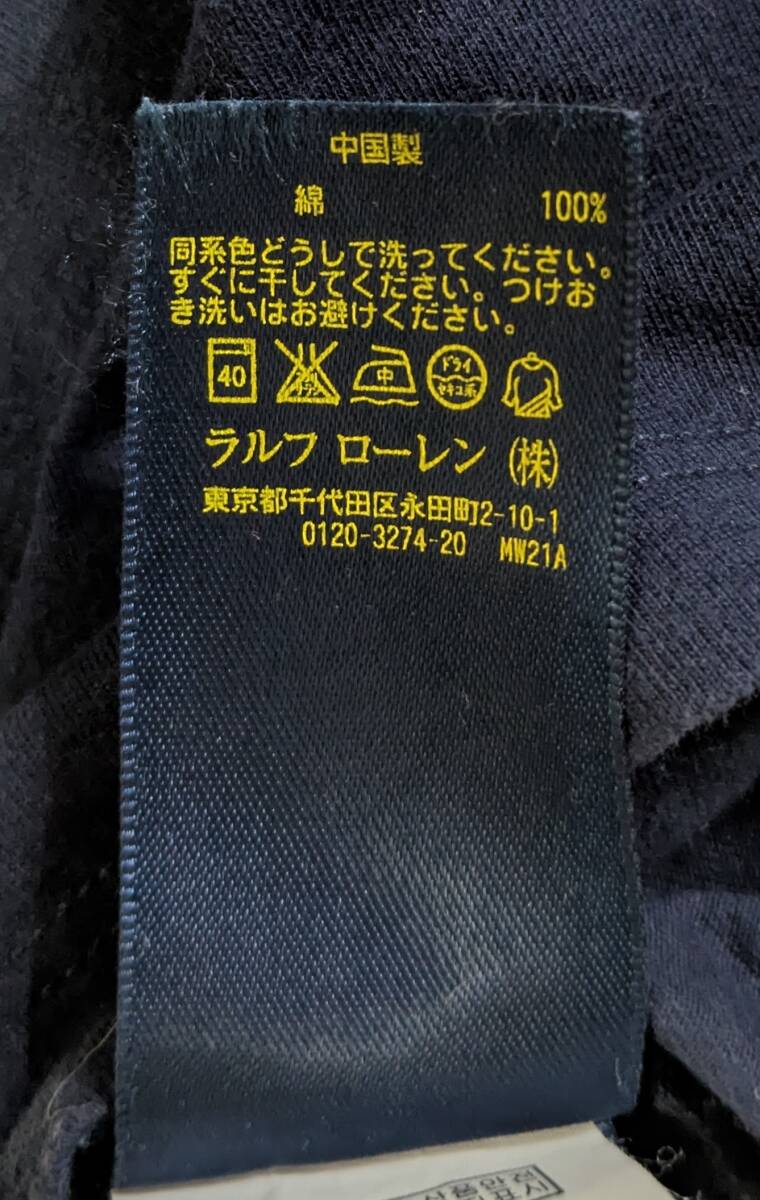 中国製
綿 100%
同系色どうしで洗ってください。
すぐに干してください。つけお
き洗いはお避けください。
40 中 ドライ セキユ系
ラルフ ローレン (株)
東京都千代田区永田町2-10-1
0120-3274-20 MW21A